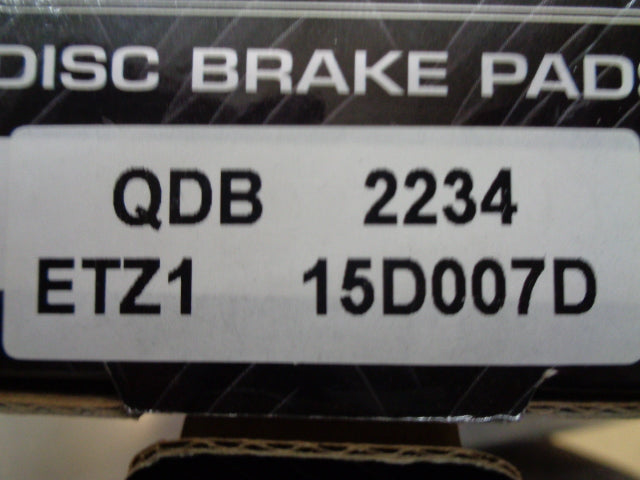 DISC BRAKE PADS
QDB 2234
ETZ1 15D007D